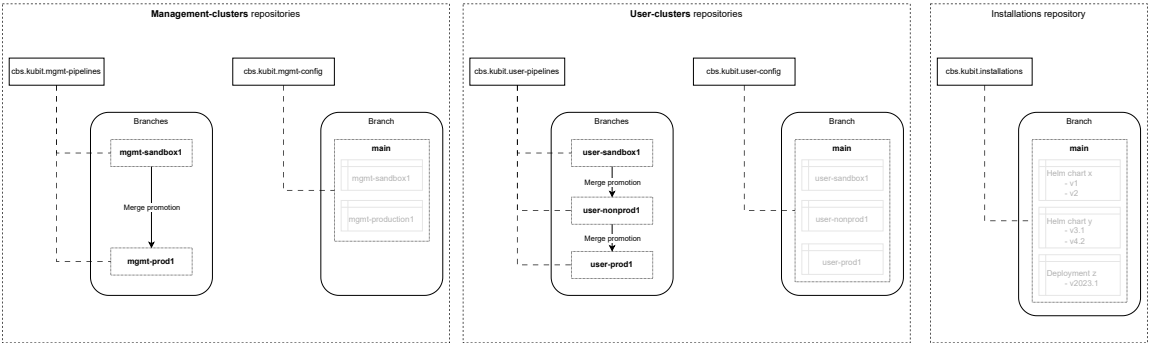 Management-clusters repositories
cbs.kubit.mgmt-pipelines
cbs.kubit.mgmt-config
Branches
mgmt-sandbox1
Merge promotion
mgmt-prod1
Branch
main
mgmt-sandbox1
mgmt-production1
User-clusters repositories
cbs.kubit.user-pipelines
cbs.kubit.user-config
Branches
user-sandbox1
Merge promotion
user-nonprod1
Merge promotion
user-prod1
Branch
main
user-sandbox1
user-nonprod1
user-prod1
Installations repository
cbs.kubit.installations
Branch
main
Helm chart x
- v1
- v2
Helm chart y
- v3.1
- v4.2
Deployment z
- v2023.1